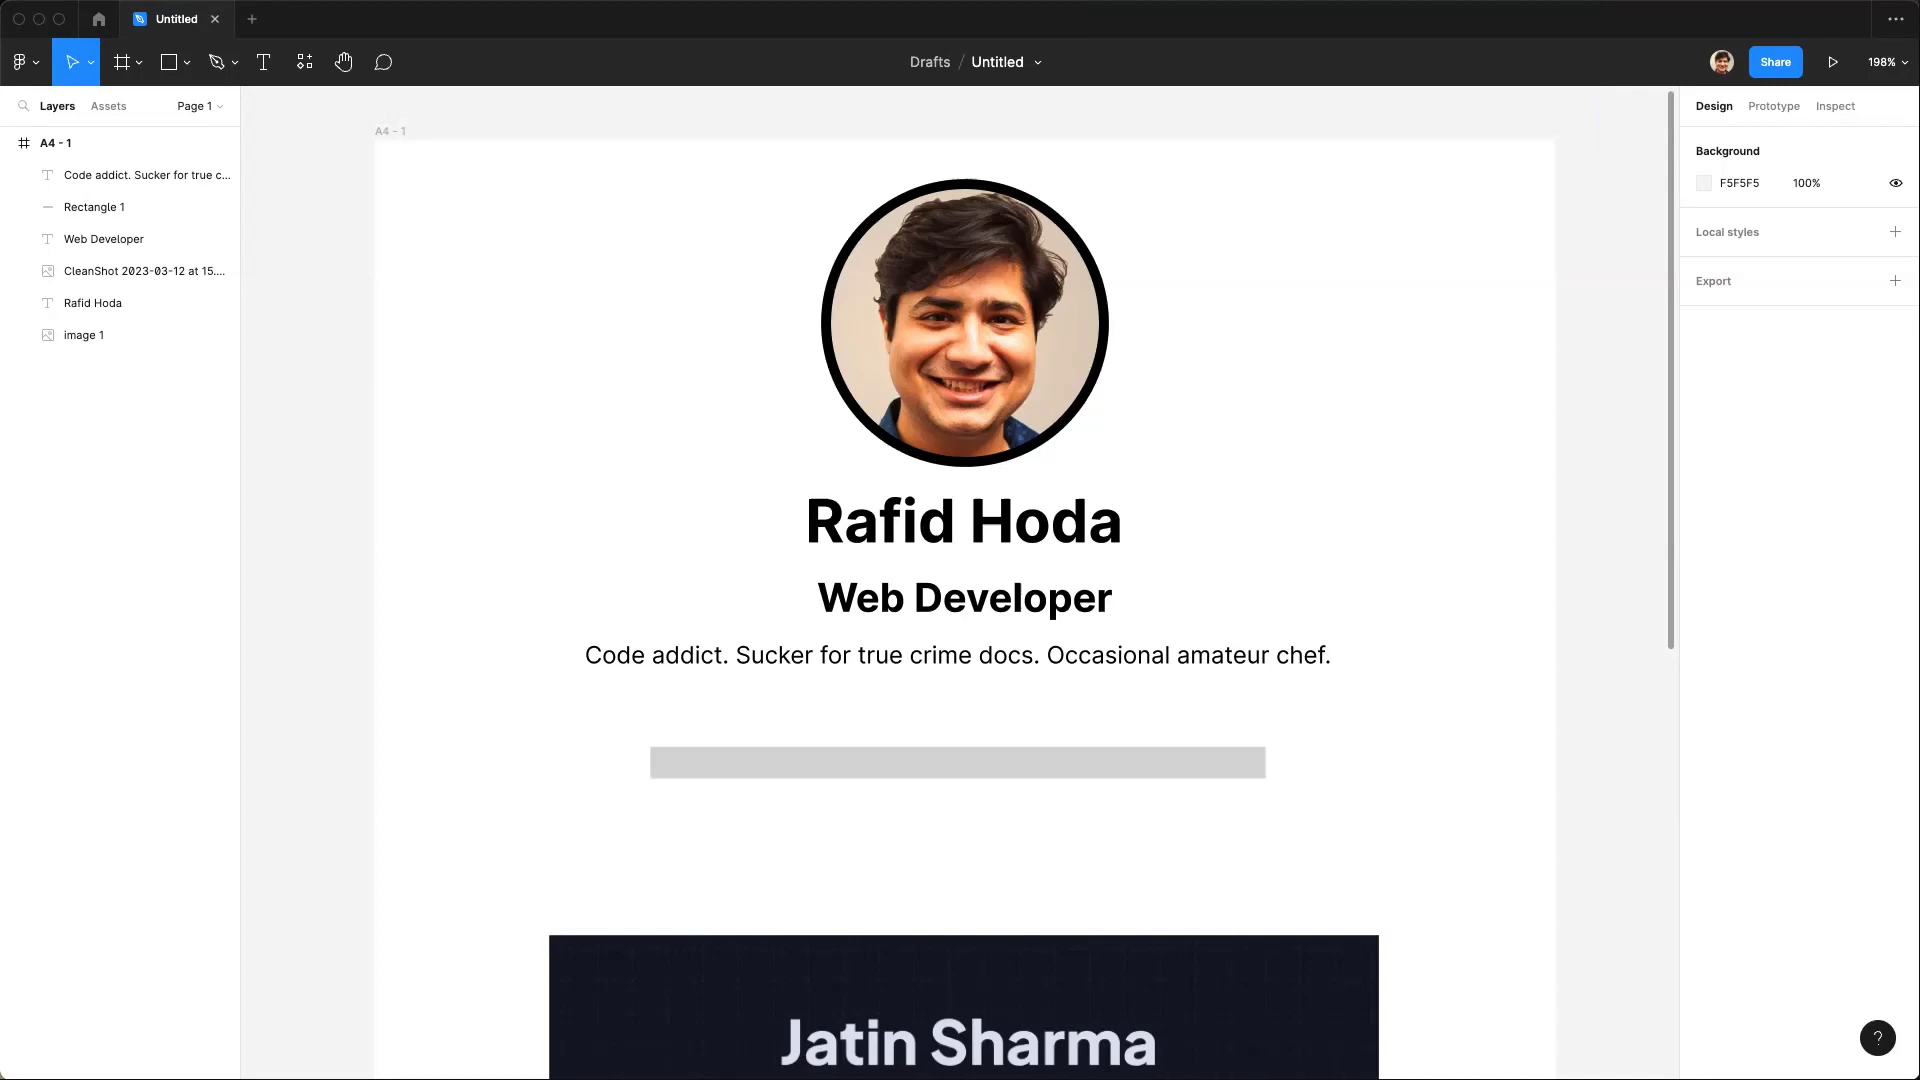 Untitled
Drafts / Untitled
Share
198%
Layers
Assets
Page 1
A4 - 1
Code addict. Sucker for true c...
Rectangle 1
Web Developer
CleanShot 2023-03-12 at 15....
Rafid Hoda
image 1
A4 - 1
Rafid Hoda
Web Developer
Code addict. Sucker for true crime docs. Occasional amateur chef.
Jatin Sharma
Design
Prototype
Inspect
Background
F5F5F5
100%
Local styles
Export
?